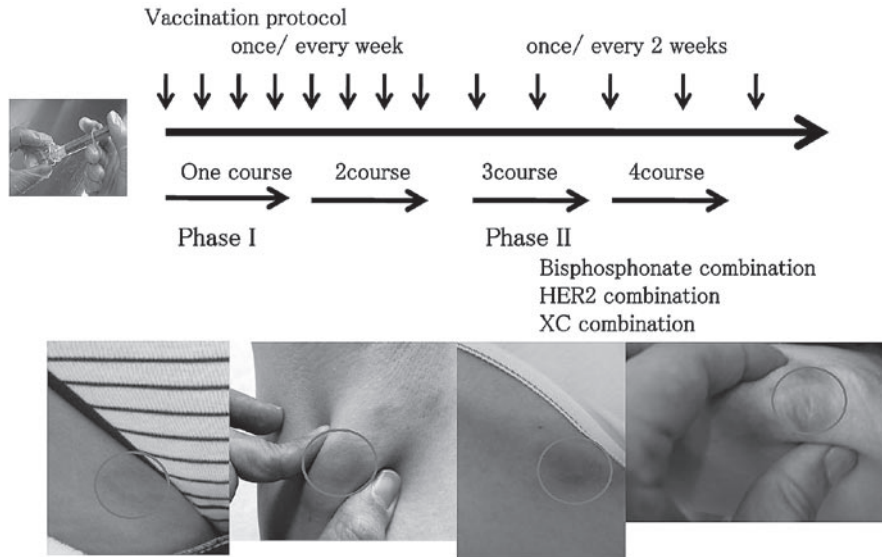 Vaccination protocol
once/ every week
once/ every 2 weeks
One course
2course
3course
4course
Phase I
Phase II
Bisphosphonate combination
HER2 combination
XC combination